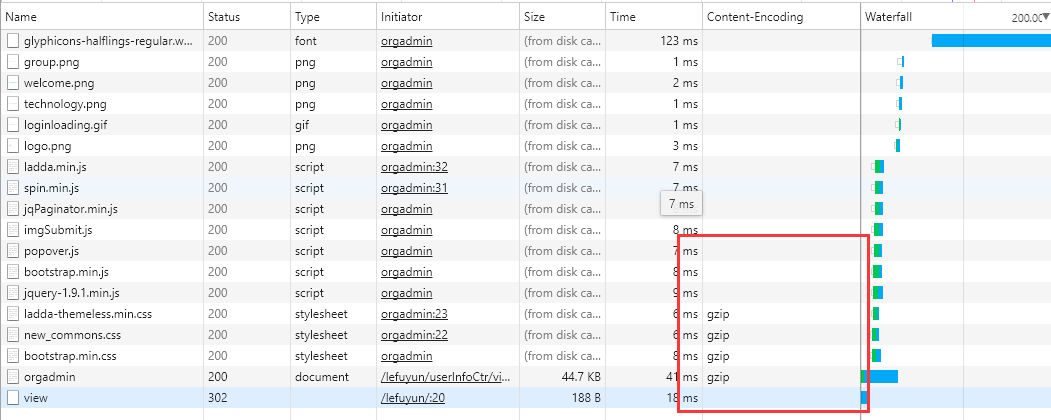 Name Status Type Initiator Size Time Content-Encoding Waterfall 200.00▼
glyphicons-halflings-regular.w... 200 font orgadmin (from disk ca... 123 ms
group.png 200 png orgadmin (from disk ca... 1 ms
welcome.png 200 png orgadmin (from disk ca... 2 ms
technology.png 200 png orgadmin (from disk ca... 1 ms
loginloading.gif 200 gif orgadmin (from disk ca... 1 ms
logo.png 200 png orgadmin (from disk ca... 3 ms
ladda.min.js 200 script orgadmin:32 (from disk ca... 7 ms
spin.min.js 200 script orgadmin:31 (from disk ca... 7 ms
7 ms
jqPaginator.min.js 200 script orgadmin (from disk ca...
imgSubmit.js 200 script orgadmin (from disk ca... 8 ms
popover.js 200 script orgadmin (from disk ca... 7 ms
bootstrap.min.js 200 script orgadmin (from disk ca... 8 ms
jquery-1.9.1.min.js 200 script orgadmin (from disk ca... 9 ms
ladda-themeless.min.css 200 stylesheet orgadmin:23 (from disk ca... 6 ms gzip
new_commons.css 200 stylesheet orgadmin:22 (from disk ca... 6 ms gzip
bootstrap.min.css 200 stylesheet orgadmin (from disk ca... 8 ms gzip
orgadmin 200 document /lefuyun/userInfoCtr/vi... 44.7 KB 41 ms gzip
view 302 /lefuyun/:20 188 B 18 ms